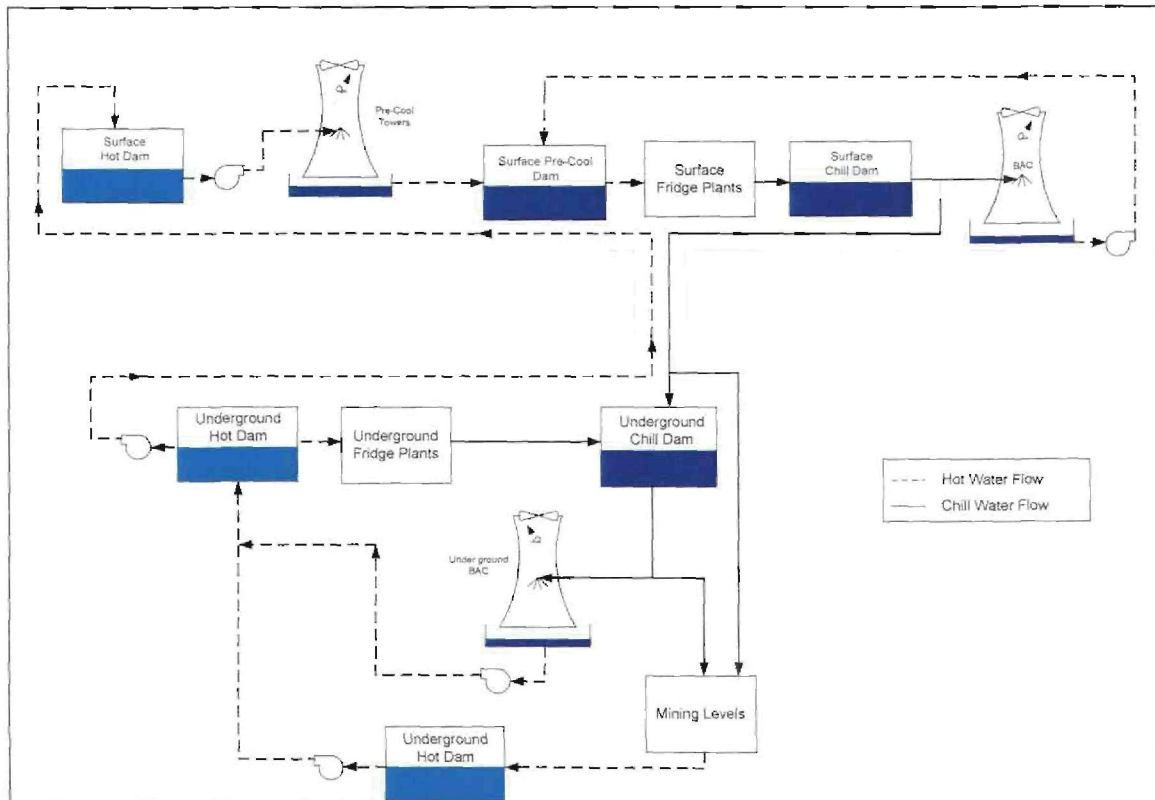 Surface
Hot Dam
Pre-Cool
Towers
Surface Pre-Cool
Dam
Surface
Fridge Plants
Surface
Chill Dam
BAC
Underground
Hot Dam
Underground
Fridge Plants
Underground
Chill Dam
Hot Water Flow
Chill Water Flow
Under ground
BAC
Mining Levels
Underground
Hot Dam